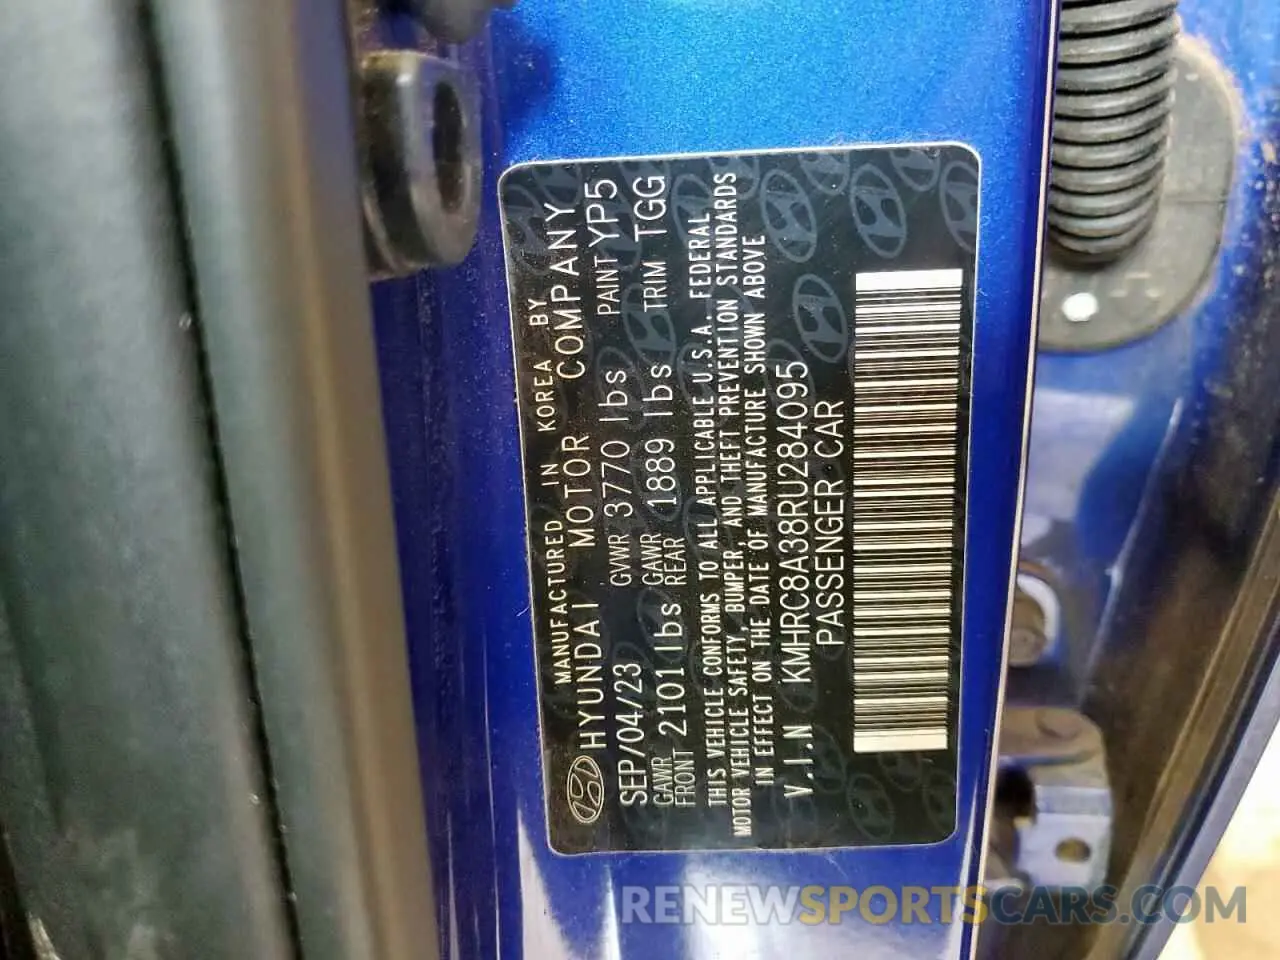 MANUFACTURED IN KOREA BY
HYUNDAI MOTOR COMPANY
SEP/04/23 GVWR 3770 lbs PAINT YP5
GAWR FRONT 2101 lbs GAWR REAR 1889 lbs TRIM TGG
THIS VEHICLE CONFORMS TO ALL APPLICABLE U.S.A. FEDERAL
MOTOR VEHICLE SAFETY, BUMPER, AND THEFT PREVENTION STANDARDS
IN EFFECT ON THE DATE OF MANUFACTURE SHOWN ABOVE
V.I.N KMHRC8A38RU284095
PASSENGER CAR
RENEWSPORTSCARS.COM